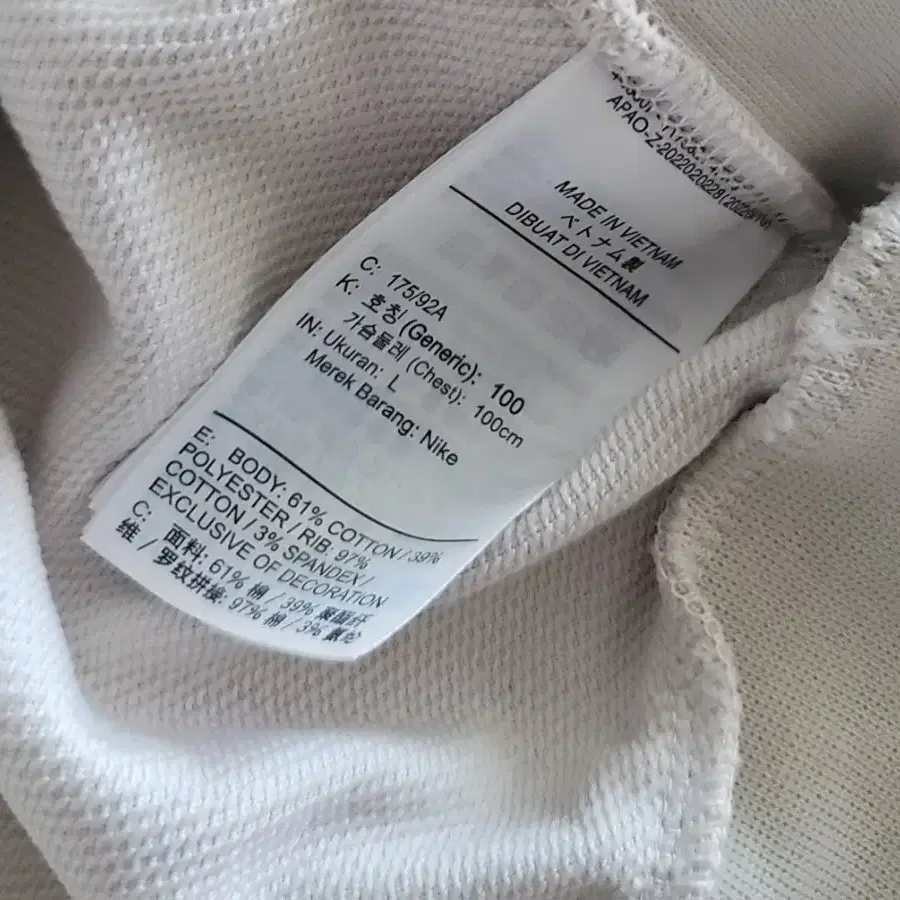 MADE IN VIETNAM
ベトナム製
DIBUAT DI VIETNAM
C: 175/92A
K: 호칭 (Generic): 100
가슴둘레 (Chest): 100cm
IN: Ukuran: L
Merek Barang: Nike
E: BODY: 61% COTTON / 39%
POLYESTER / RIB: 97%
COTTON / 3% SPANDEX /
EXCLUSIVE OF DECORATION
C: 面料: 61% 棉 / 39% 聚酯纤
维 / 罗纹拼接: 97% 棉 / 3% 氨纶